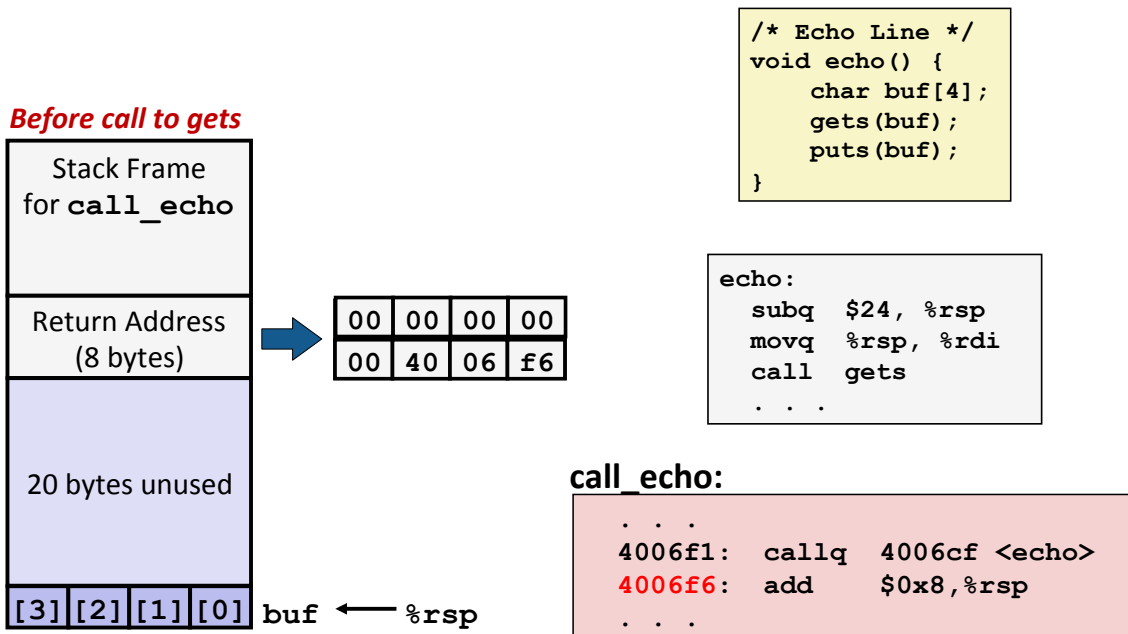 /* Echo Line */
void echo() {
    char buf[4];
    gets(buf);
    puts(buf);
}
Before call to gets
Stack Frame
for call_echo
Return Address
(8 bytes)
00 00 00 00
00 40 06 f6
20 bytes unused
[3] [2] [1] [0] buf %rsp
echo:
  subq $24, %rsp
  movq %rsp, %rdi
  call gets
  . . .
call_echo:
. . .
4006f1: callq 4006cf <echo>
4006f6: add $0x8,%rsp
. . .